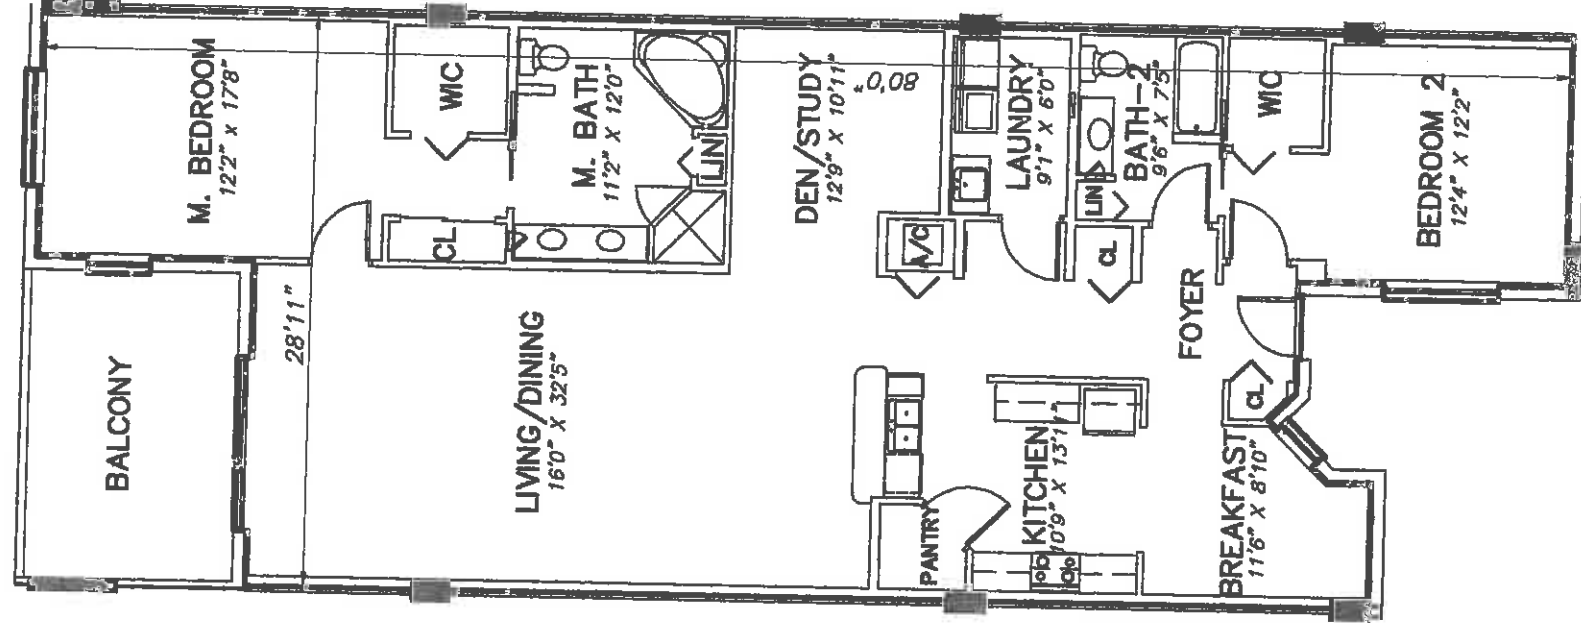 M. BEDROOM
12'2" X 17'8"
WIC
M. BATH
11'2" X 12'0"
LIN
CL
DEN/STUDY
12'9" X 10'11"
80'0"±
LAUNDRY
9'1" X 6'0"
BATH-2
9'6" X 7'5"
LIN
WIC
BEDROOM 2
12'4" X 12'2"
A/C
CL
FOYER
28'11"
BALCONY
LIVING/DINING
16'0" X 32'5"
PANTRY
KITCHEN
10'9" X 13'11"
CL
BREAKFAST
11'6" X 8'10"